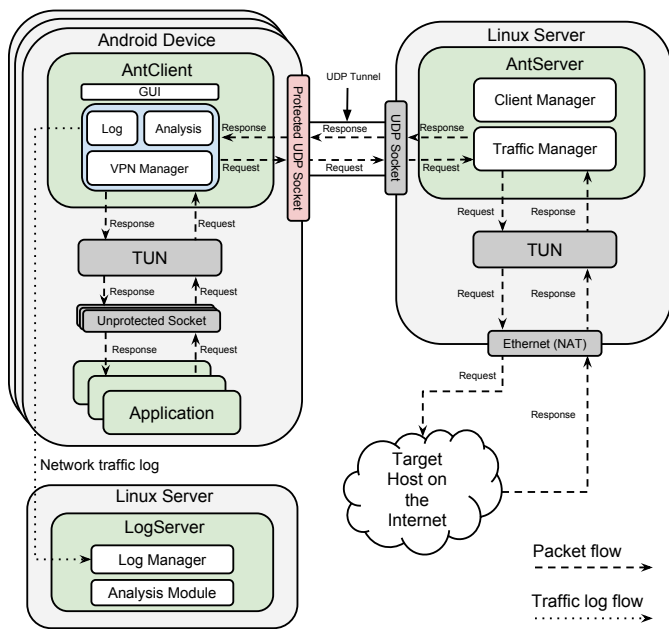 Android Device
AntClient
GUI
Log
Analysis
VPN Manager
Response
Request
Response
Request
TUN
Response
Request
Unprotected Socket
Response
Request
Application
Protected UDP Socket
UDP Tunnel
Response
Request
UDP Socket
Linux Server
AntServer
Client Manager
Traffic Manager
Response
Request
Request
Response
TUN
Request
Response
Ethernet (NAT)
Request
Response
Target
Host on
the
Internet
Network traffic log
Linux Server
LogServer
Log Manager
Analysis Module
Packet flow
Traffic log flow